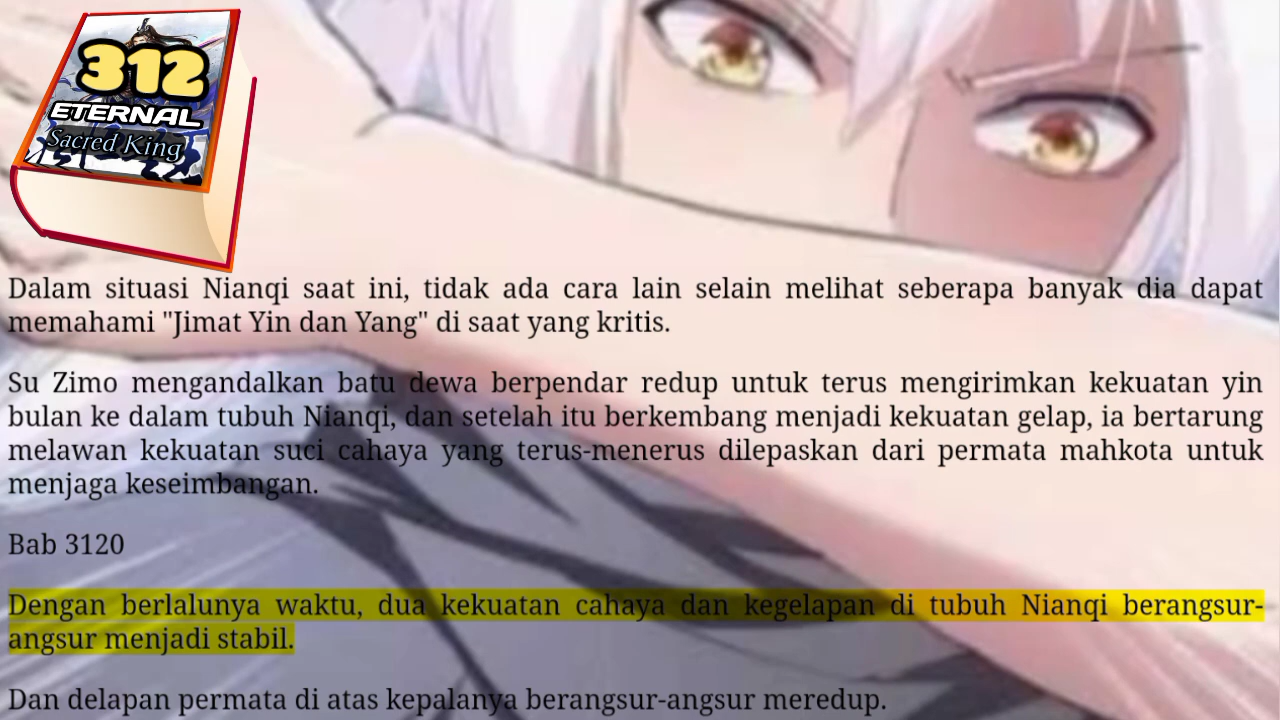 312
ETERNAL
Sacred King
Dalam situasi Nianqi saat ini, tidak ada cara lain selain melihat seberapa banyak dia dapat
memahami "Jimat Yin dan Yang" di saat yang kritis.
Su Zimo mengandalkan batu dewa berpendar redup untuk terus mengirimkan kekuatan yin
bulan ke dalam tubuh Nianqi, dan setelah itu berkembang menjadi kekuatan gelap, ia bertarung
melawan kekuatan suci cahaya yang terus-menerus dilepaskan dari permata mahkota untuk
menjaga keseimbangan.
Bab 3120
Dengan berlalunya waktu, dua kekuatan cahaya dan kegelapan di tubuh Nianqi berangsur-
angsur menjadi stabil.
Dan delapan permata di atas kepalanya berangsur-angsur meredup.